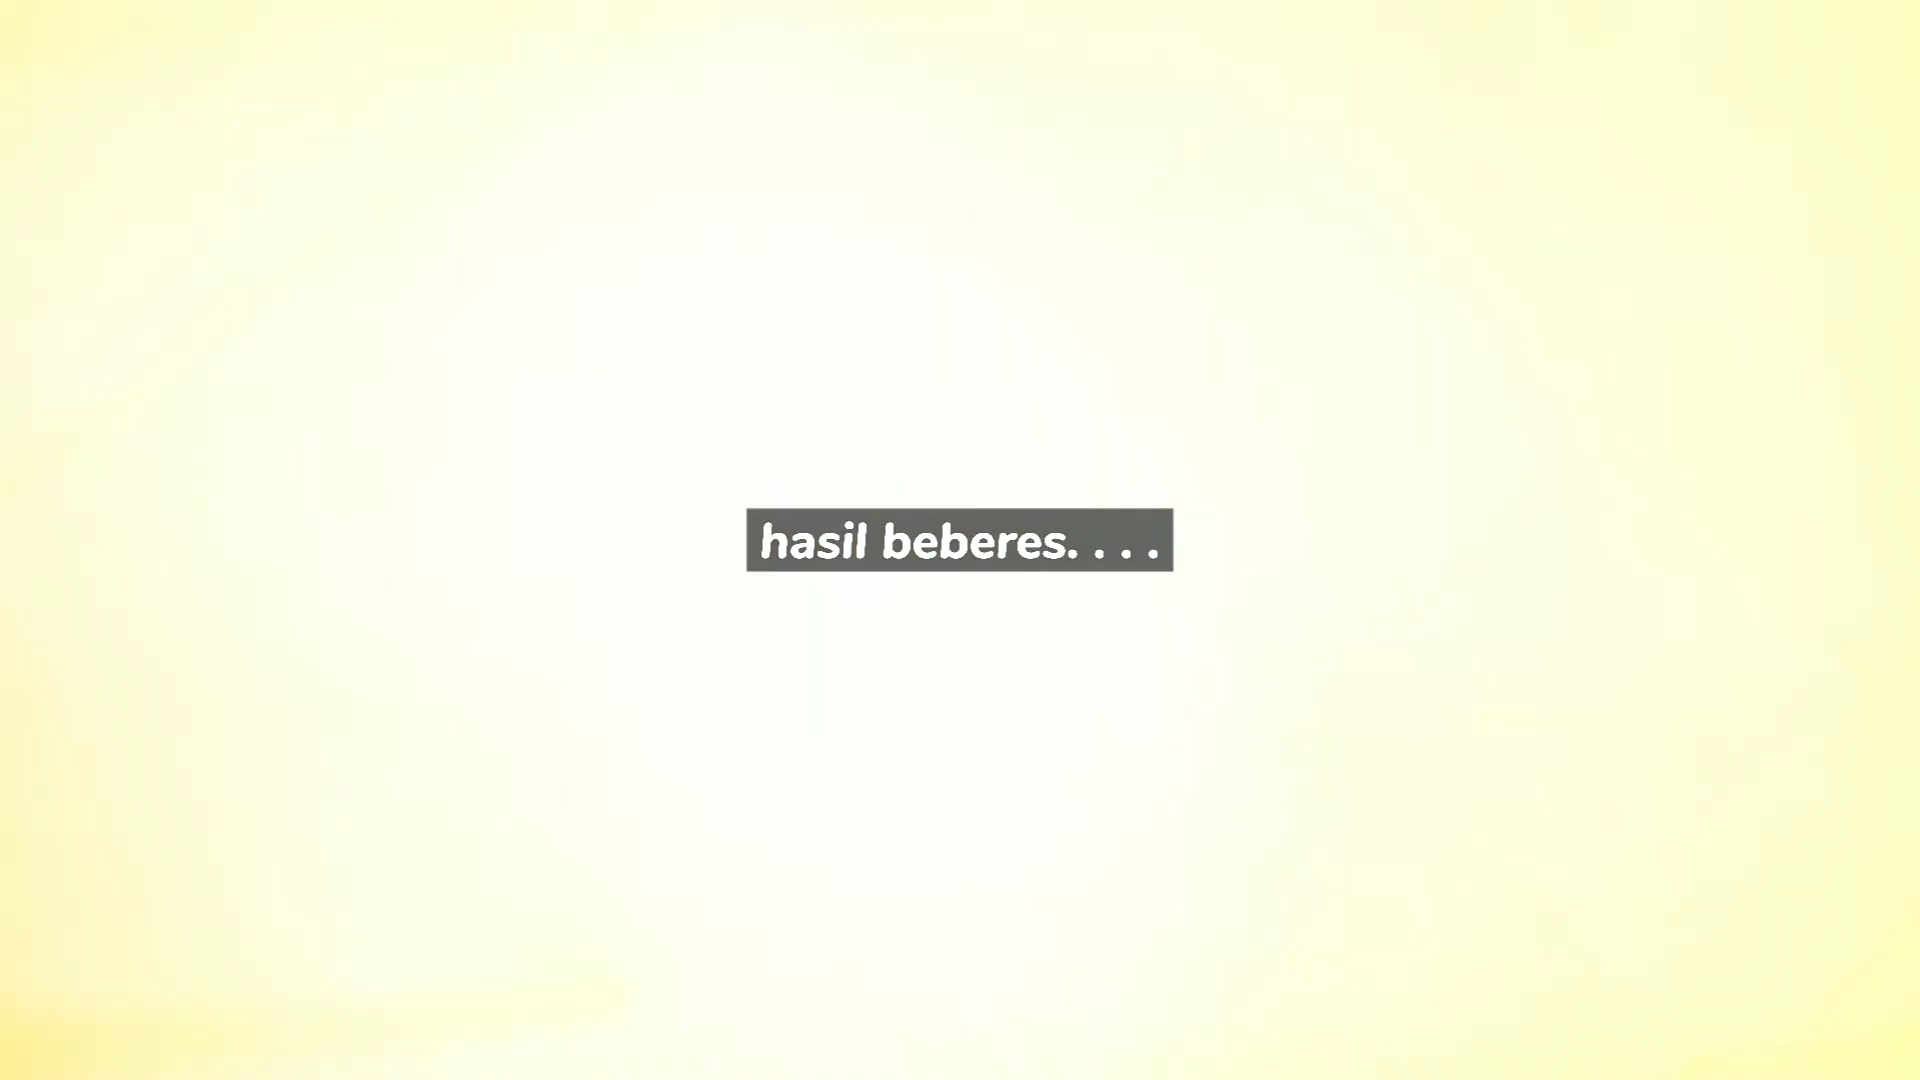 hasil beberes. . . .